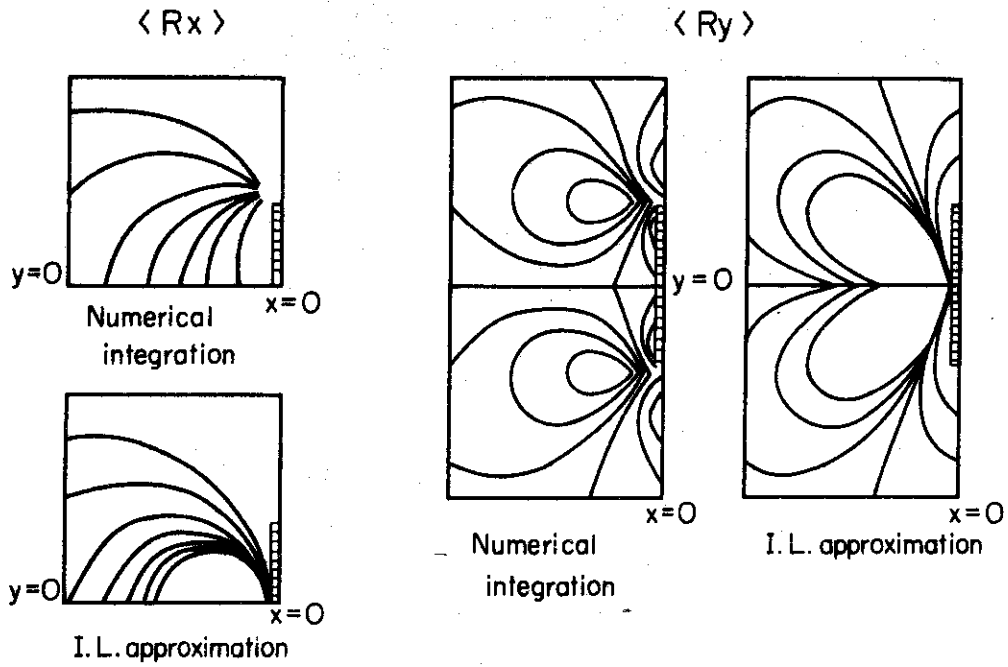 ⟨ Rx ⟩
⟨ Ry ⟩
y=0
x=0
Numerical
integration
y=0
x=0
I. L. approximation
x=0
Numerical
integration
y=0
x=0
I. L. approximation